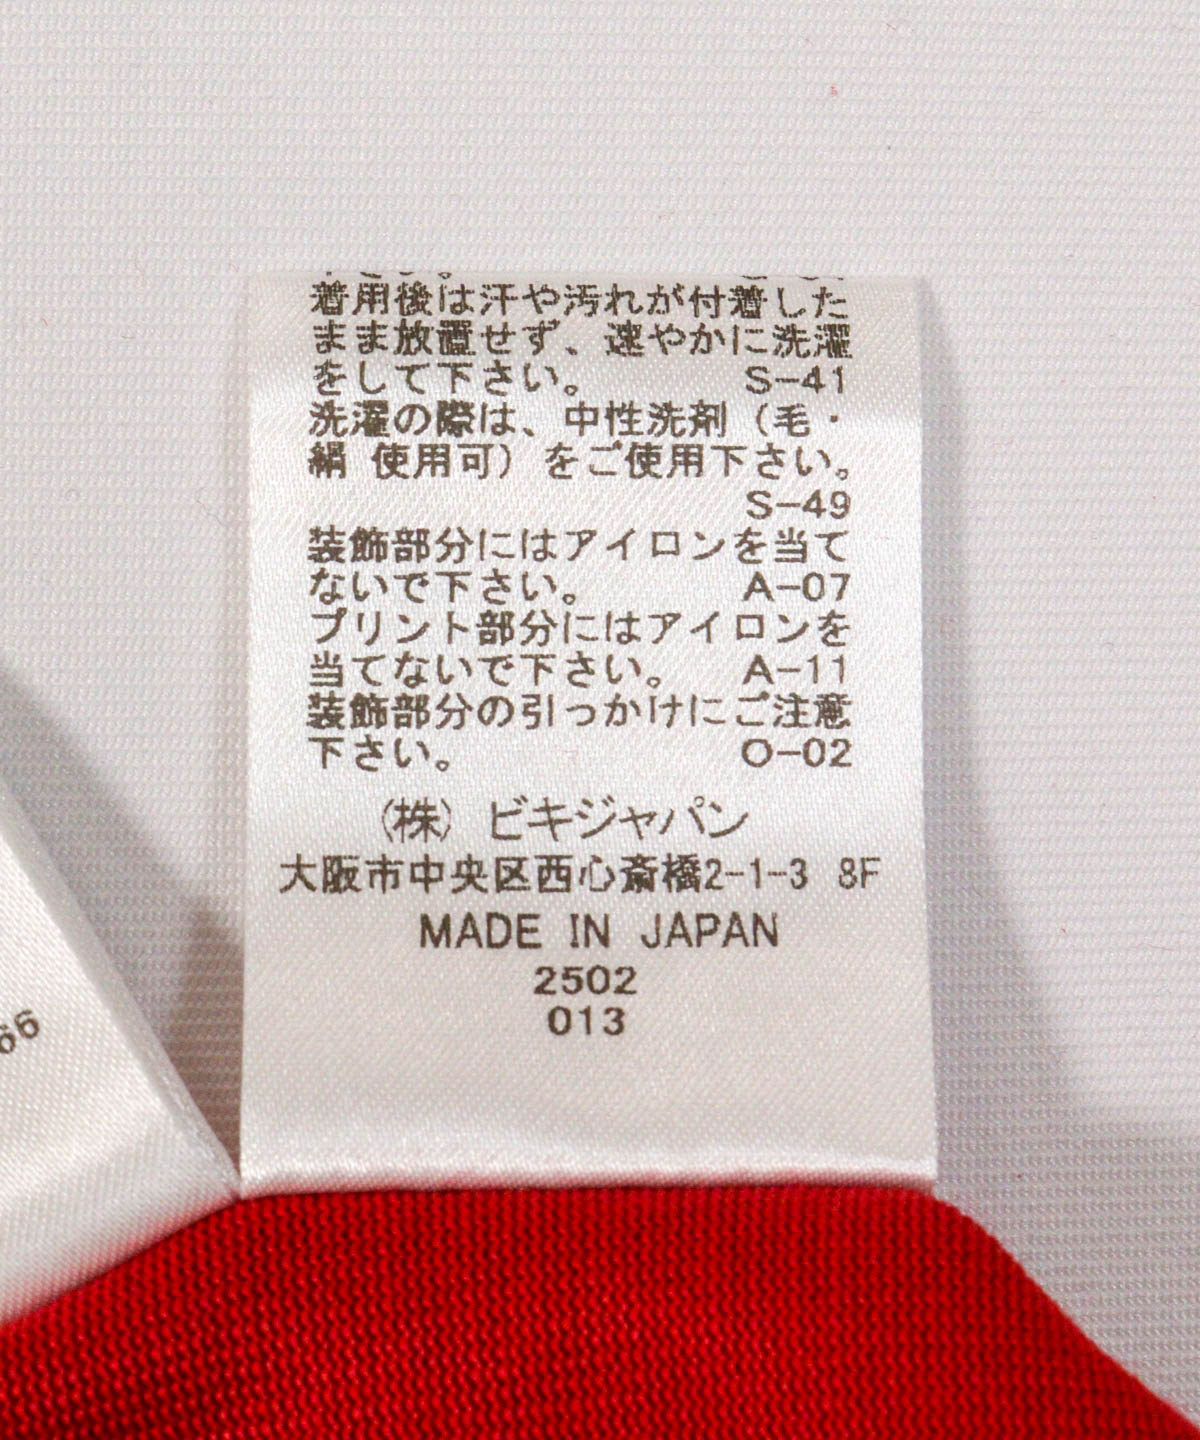 着用後は汗や汚れが付着した
まま放置せず、速やかに洗濯
をして下さい。 S-41
洗濯の際は、中性洗剤(毛・
絹 使用可)をご使用下さい。
S-49
装飾部分にはアイロンを当て
ないで下さい。 A-07
プリント部分にはアイロンを
当てないで下さい。 A-11
装飾部分の引っかけにご注意
下さい。 O-02
(株) ビキジャパン
大阪市中央区西心斎橋2-1-3 8F
MADE IN JAPAN
2502
013
66